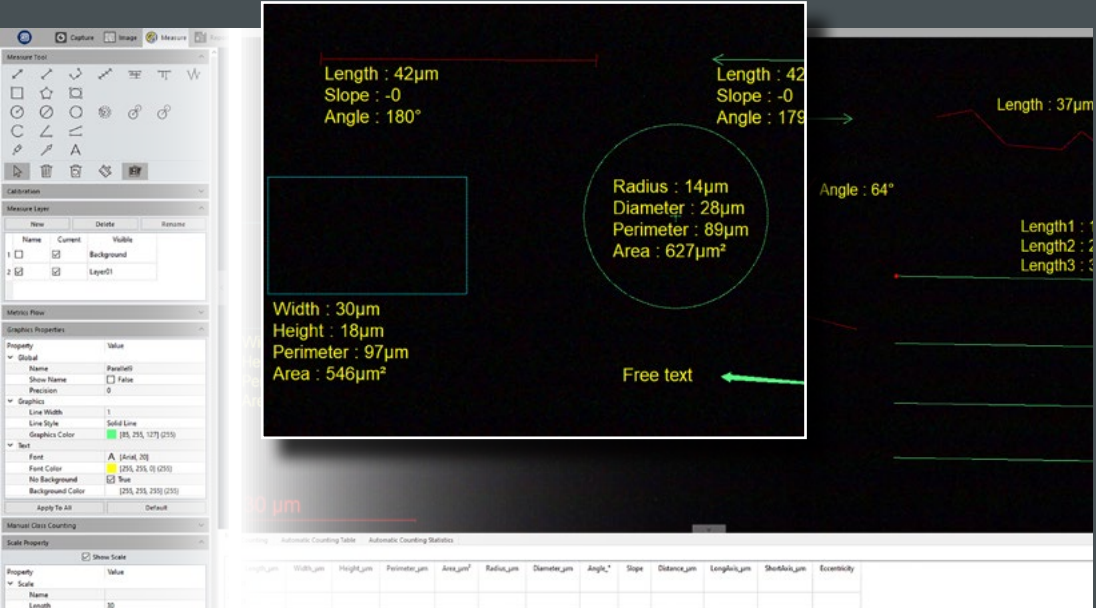 Capture Image Measure
Measure Tool
Calibration
Measure Layer
New Delete Rename
Name Current Visible
1 Background
2 Layer01
Metrics Flow
Graphics Properties
Property Value
Global
Name Parallel9
Show Name False
Precision 0
Graphics
Line Width 1
Line Style Solid Line
Graphics Color [85, 255, 127] (255)
Text
Font A [Arial, 20]
Font Color [255, 255, 0] (255)
No Background True
Background Color [255, 255, 255] (255)
Apply To All Default
Manual Class Counting
Scale Property
Show Scale
Property Value
Scale
Name
Length 30
Length : 42µm
Slope : -0
Angle : 180°
Length : 42
Slope : -0
Angle : 179
Radius : 14µm
Diameter : 28µm
Perimeter : 89µm
Area : 627µm²
Width : 30µm
Height : 18µm
Perimeter : 97µm
Area : 546µm²
Free text
Length : 37µm
Angle : 64°
Length1 : 1
Length2 : 2
Length3 : 3
µm
Automatic Counting Table Automatic Counting Statistics
Width_µm Height_µm Perimeter_µm Area_µm² Radius_µm Diameter_µm Angle_° Slope Distance_µm LongAxis_µm ShortAxis_µm Eccentricity